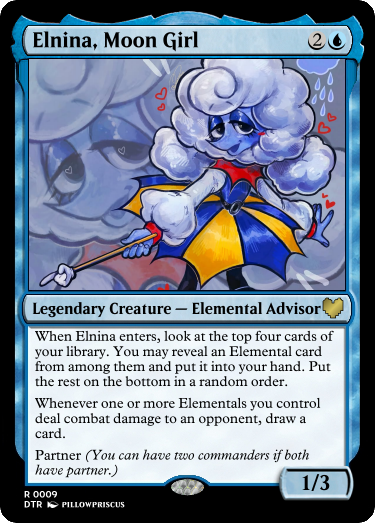 Elnina, Moon Girl 2
Legendary Creature — Elemental Advisor
When Elnina enters, look at the top four cards of
your library. You may reveal an Elemental card
from among them and put it into your hand. Put
the rest on the bottom in a random order.
Whenever one or more Elementals you control
deal combat damage to an opponent, draw a
card.
Partner (You can have two commanders if both
have partner.)
1/3
R 0009
DTR PILLOWPRISCUS